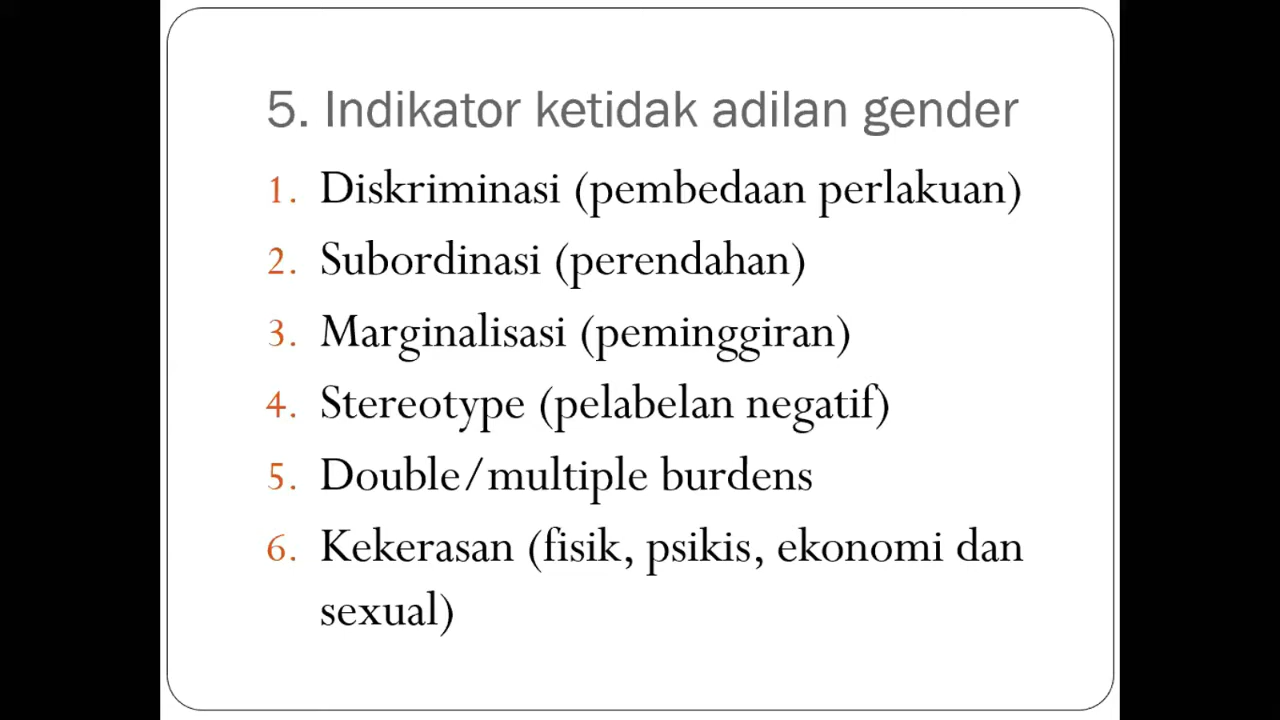 5. Indikator ketidak adilan gender
1. Diskriminasi (pembedaan perlakuan)
2. Subordinasi (perendahan)
3. Marginalisasi (peminggiran)
4. Stereotype (pelabelan negatif)
5. Double/multiple burdens
6. Kekerasan (fisik, psikis, ekonomi dan
sexual)